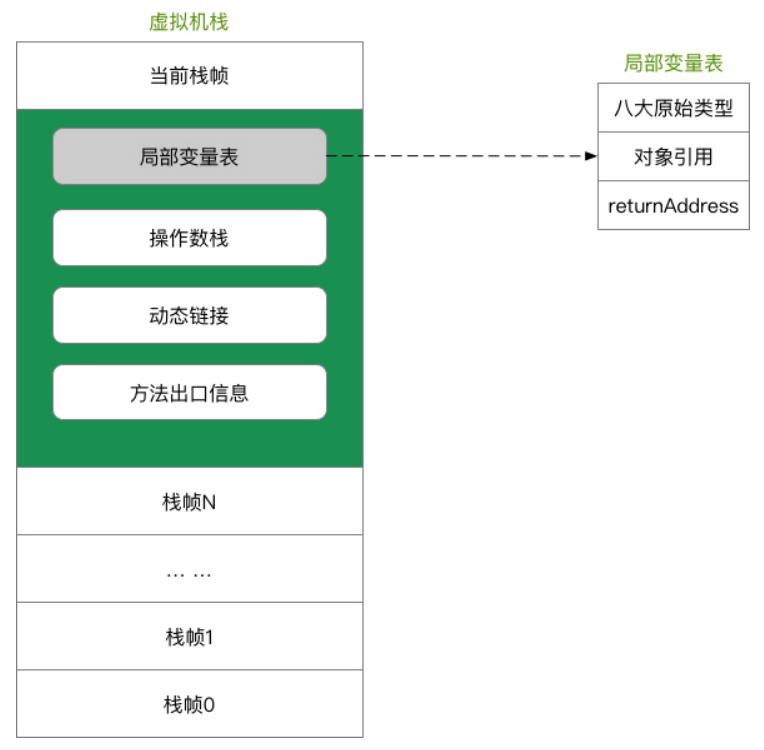 虚拟机栈
当前栈帧
局部变量表
操作数栈
动态链接
方法出口信息
栈帧N
... ...
栈帧1
栈帧0
局部变量表
八大原始类型
对象引用
returnAddress